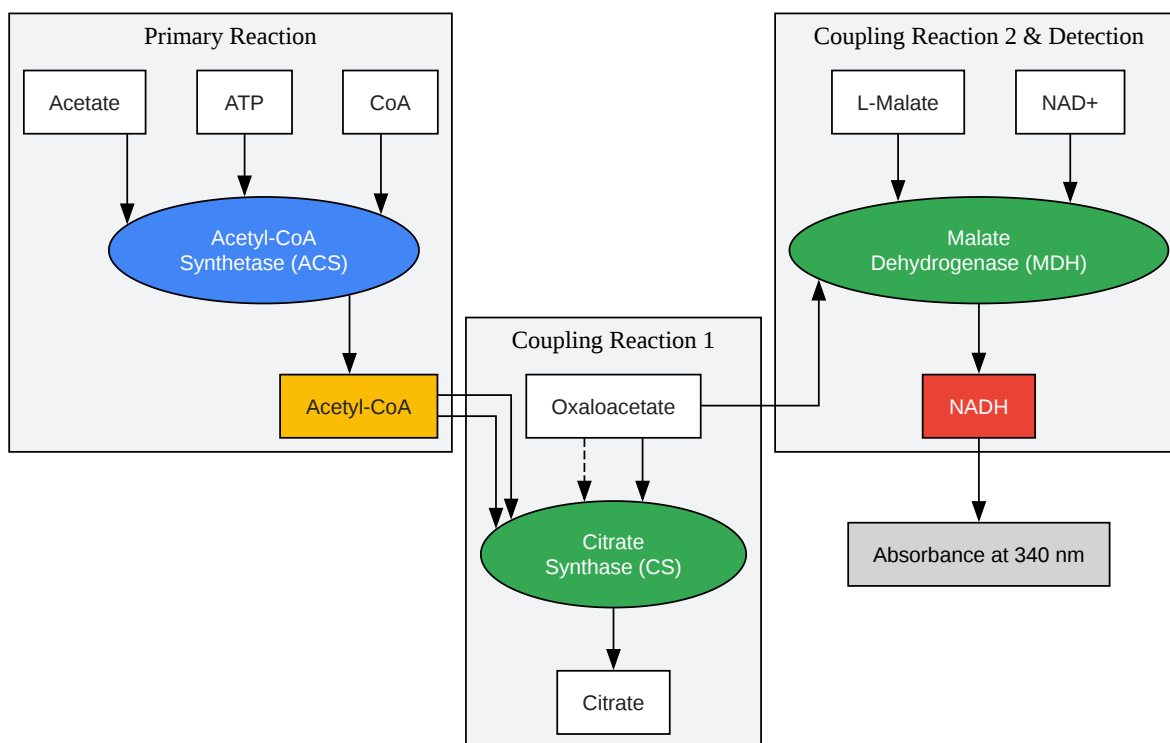 Primary Reaction
Acetate
ATP
CoA
Acetyl-CoA
Synthetase (ACS)
Acetyl-CoA
Coupling Reaction 1
Oxaloacetate
Citrate
Synthase (CS)
Citrate
Coupling Reaction 2 & Detection
L-Malate
NAD+
Malate
Dehydrogenase (MDH)
NADH
Absorbance at 340 nm